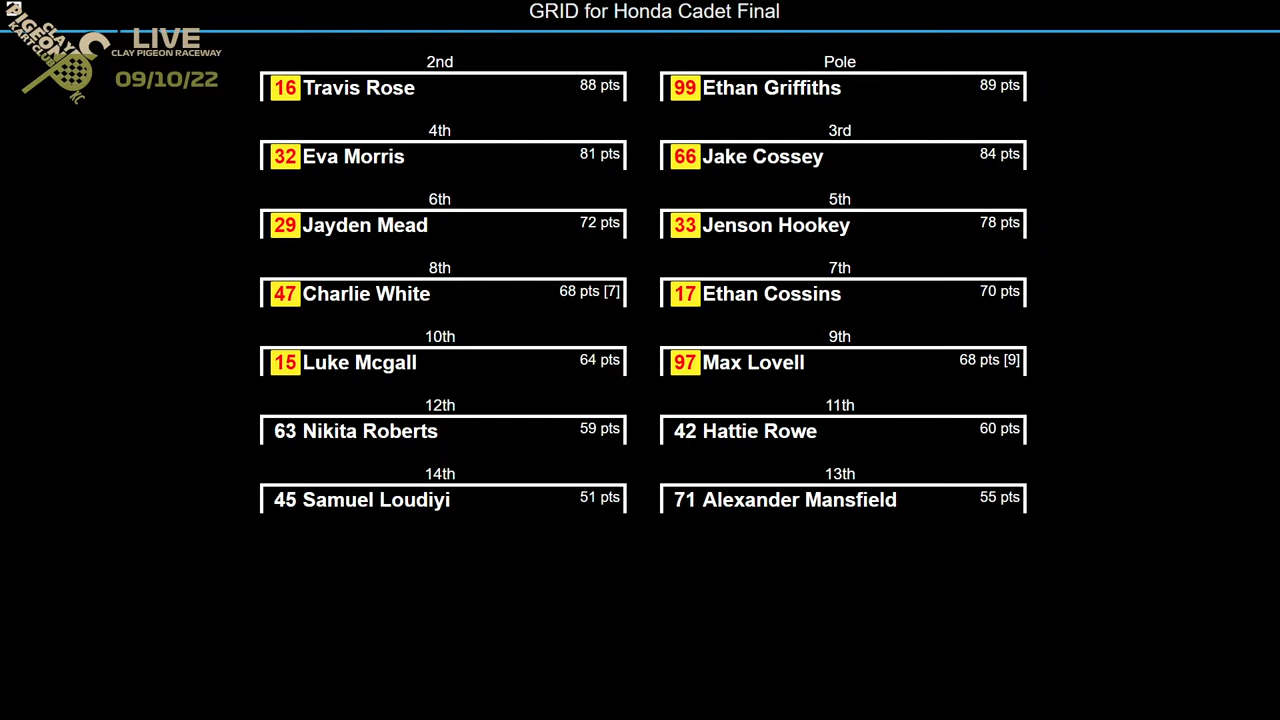 GRID for Honda Cadet Final
CLAY PIGEON
KARTCLUB
KC
LIVE
CLAY PIGEON RACEWAY
09/10/22
2nd Pole
16 Travis Rose 88 pts 99 Ethan Griffiths 89 pts
4th 3rd
32 Eva Morris 81 pts 66 Jake Cossey 84 pts
6th 5th
29 Jayden Mead 72 pts 33 Jenson Hookey 78 pts
8th 7th
47 Charlie White 68 pts [7] 17 Ethan Cossins 70 pts
10th 9th
15 Luke Mcgall 64 pts 97 Max Lovell 68 pts [9]
12th 11th
63 Nikita Roberts 59 pts 42 Hattie Rowe 60 pts
14th 13th
45 Samuel Loudiyi 51 pts 71 Alexander Mansfield 55 pts